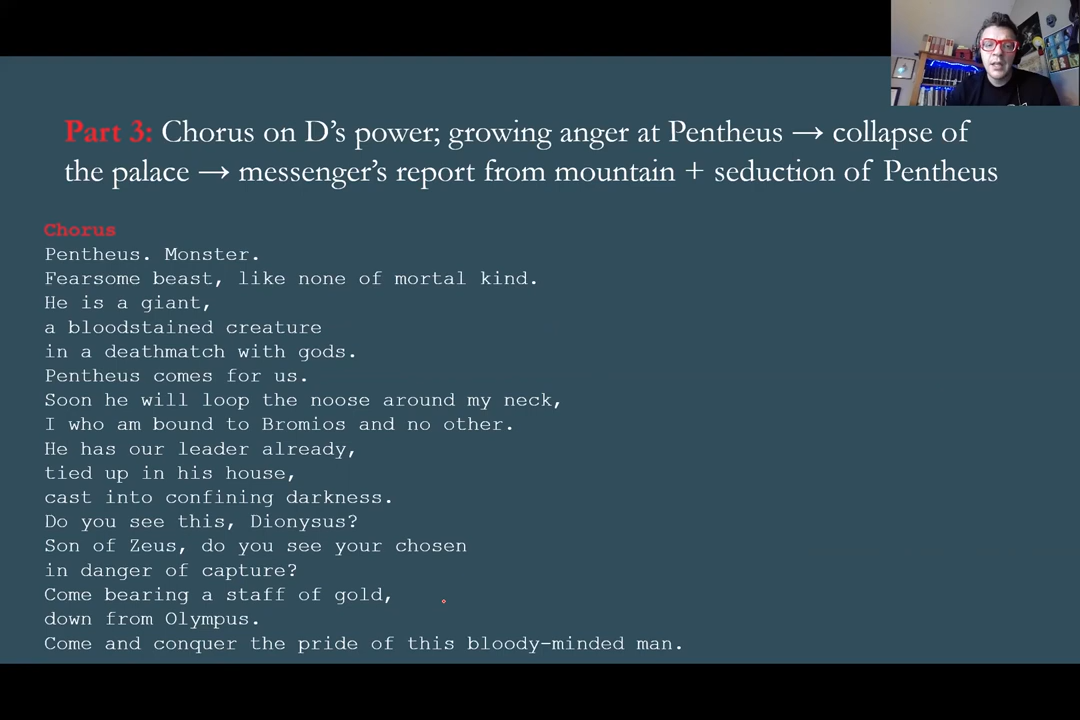 Part 3: Chorus on D’s power; growing anger at Pentheus → collapse of
the palace → messenger’s report from mountain + seduction of Pentheus
Chorus
Pentheus. Monster.
Fearsome beast, like none of mortal kind.
He is a giant,
a bloodstained creature
in a deathmatch with gods.
Pentheus comes for us.
Soon he will loop the noose around my neck,
I who am bound to Bromios and no other.
He has our leader already,
tied up in his house,
cast into confining darkness.
Do you see this, Dionysus?
Son of Zeus, do you see your chosen
in danger of capture?
Come bearing a staff of gold,
down from Olympus.
Come and conquer the pride of this bloody-minded man.